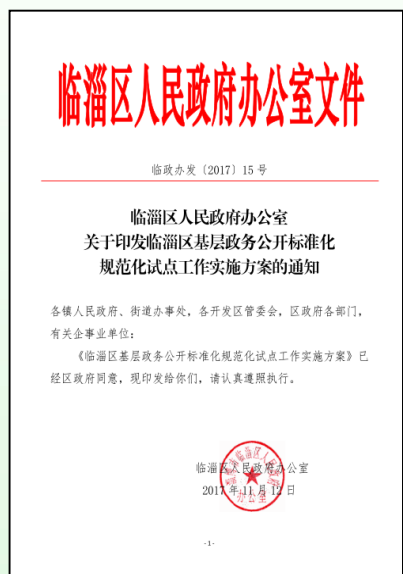 临淄区人民政府办公室文件
临政办发〔2017〕15号
临淄区人民政府办公室
关于印发临淄区基层政务公开标准化
规范化试点工作实施方案的通知
各镇人民政府、街道办事处，各开发区管委会，区政府各部门，
有关企事业单位：
《临淄区基层政务公开标准化规范化试点工作实施方案》已
经区政府同意，现印发给你们，请认真遵照执行。
临淄区人民政府办公室
2017年11月12日
-1-